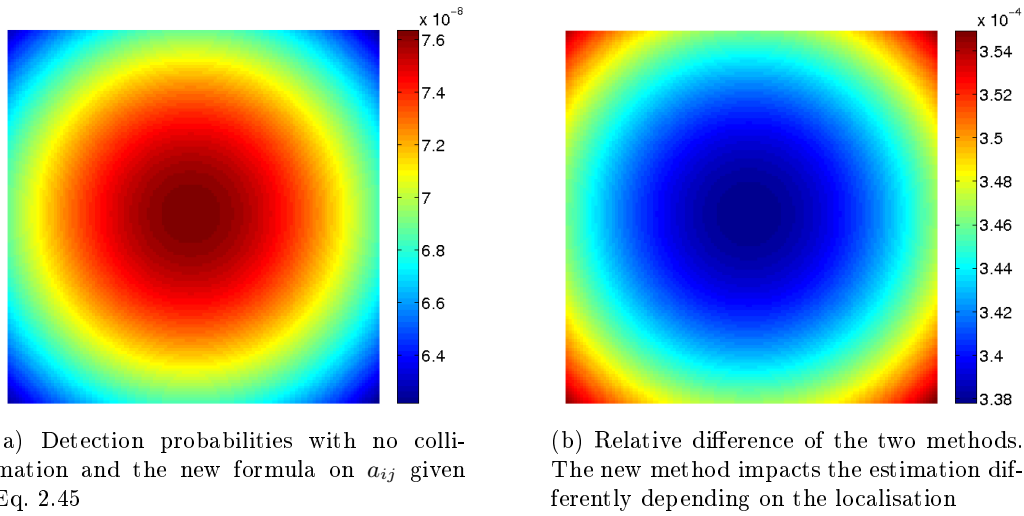 x 10⁻⁸
7.6
7.4
7.2
7
6.8
6.6
6.4
x 10⁻⁴
3.54
3.52
3.5
3.48
3.46
3.44
3.42
3.4
3.38
a) Detection probabilities with no colli-
mation and the new formula on aᵢⱼ given
Eq. 2.45
(b) Relative difference of the two methods.
The new method impacts the estimation dif-
ferently depending on the localisation